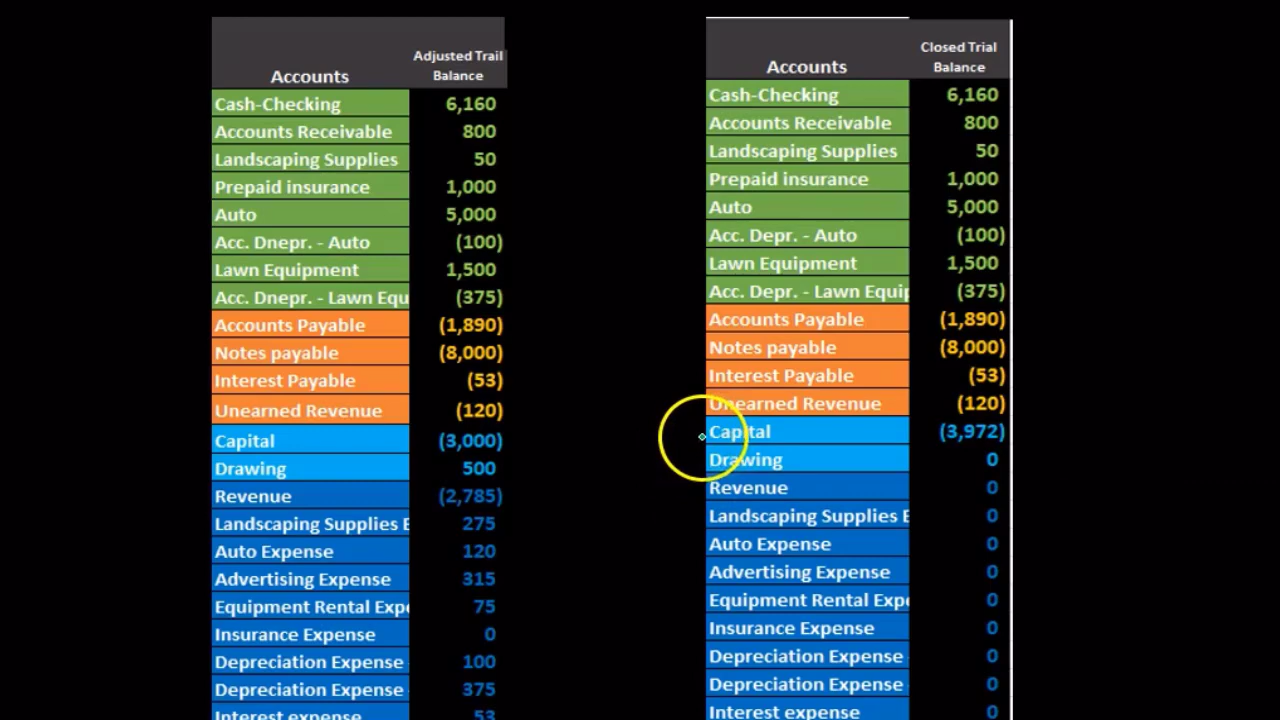 Accounts Adjusted Trail Balance
Cash-Checking 6,160
Accounts Receivable 800
Landscaping Supplies 50
Prepaid insurance 1,000
Auto 5,000
Acc. Dnepr. - Auto (100)
Lawn Equipment 1,500
Acc. Dnepr. - Lawn Equ (375)
Accounts Payable (1,890)
Notes payable (8,000)
Interest Payable (53)
Unearned Revenue (120)
Capital (3,000)
Drawing 500
Revenue (2,785)
Landscaping Supplies E 275
Auto Expense 120
Advertising Expense 315
Equipment Rental Expe 75
Insurance Expense 0
Depreciation Expense 100
Depreciation Expense - 375
Interest expense 53
Accounts Closed Trial Balance
Cash-Checking 6,160
Accounts Receivable 800
Landscaping Supplies 50
Prepaid insurance 1,000
Auto 5,000
Acc. Depr. - Auto (100)
Lawn Equipment 1,500
Acc. Depr. - Lawn Equip (375)
Accounts Payable (1,890)
Notes payable (8,000)
Interest Payable (53)
Unearned Revenue (120)
Capital (3,972)
Drawing 0
Revenue 0
Landscaping Supplies E 0
Auto Expense 0
Advertising Expense 0
Equipment Rental Expe 0
Insurance Expense 0
Depreciation Expense - 0
Depreciation Expense - 0
Interest expense 0